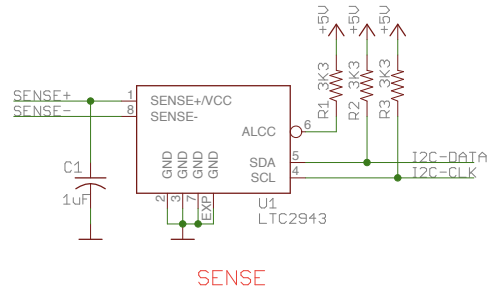 +5V +5V +5V
R1 3K3
R2 3K3
R3 3K3
SENSE+
SENSE-
1
8
SENSE+/VCC
SENSE-
ALCC
6
SDA
5
SCL
4
I2C-DATA
I2C-CLK
C1
1uF
GND
GND
GND
GND
2
3
7
EXP
U1
LTC2943
SENSE